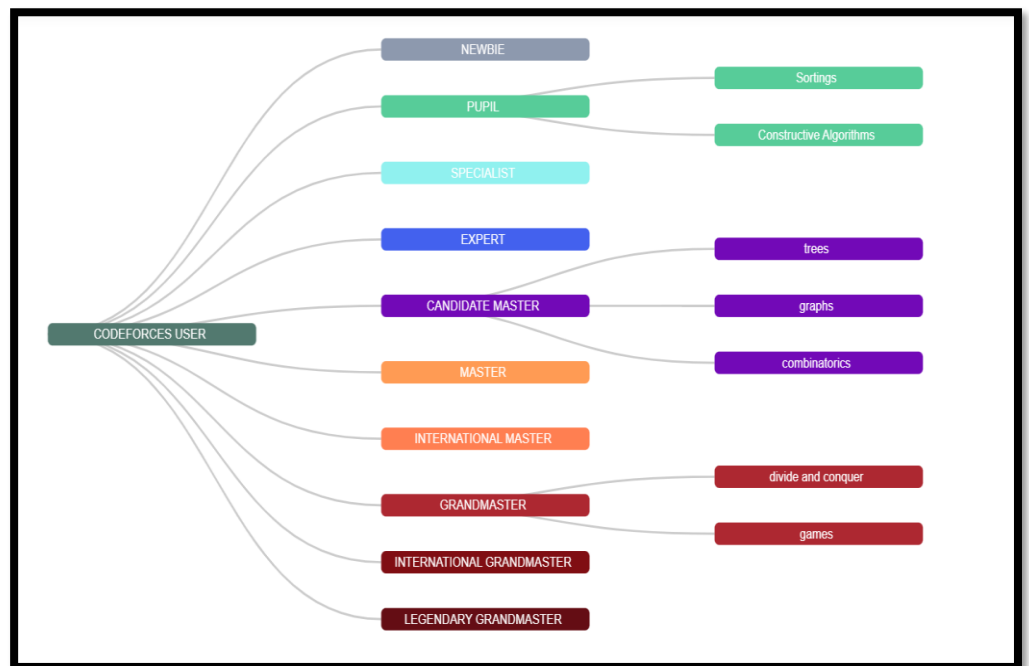 NEWBIE
PUPIL
Sortings
Constructive Algorithms
SPECIALIST
EXPERT
CODEFORCES USER
CANDIDATE MASTER
trees
graphs
combinatorics
MASTER
INTERNATIONAL MASTER
GRANDMASTER
divide and conquer
games
INTERNATIONAL GRANDMASTER
LEGENDARY GRANDMASTER